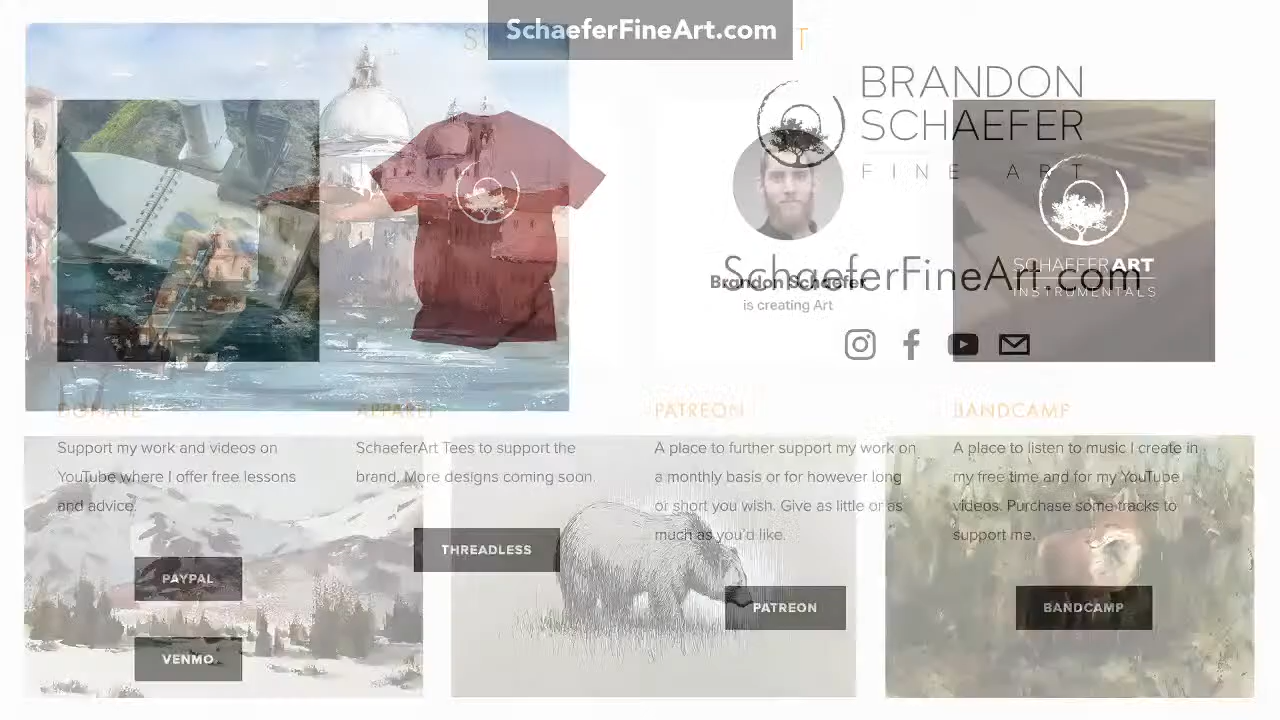 SchaeferFineArt.com
BRANDON
SCHAEFER
FINE ART
SchaeferFineArt.com
Brandon Schaefer
is creating Art
SCHAEFERART
INSTRUMENTALS
DONATE
Support my work and videos on
YouTube where I offer free lessons
and advice.
PAYPAL
VENMO
APPAREL
SchaeferArt Tees to support the
brand. More designs coming soon.
THREADLESS
PATREON
A place to further support my work on
a monthly basis or for however long
or short you wish. Give as little or as
much as you'd like.
PATREON
BANDCAMP
A place to listen to music I create in
my free time and for my YouTube
videos. Purchase some tracks to
support me.
BANDCAMP